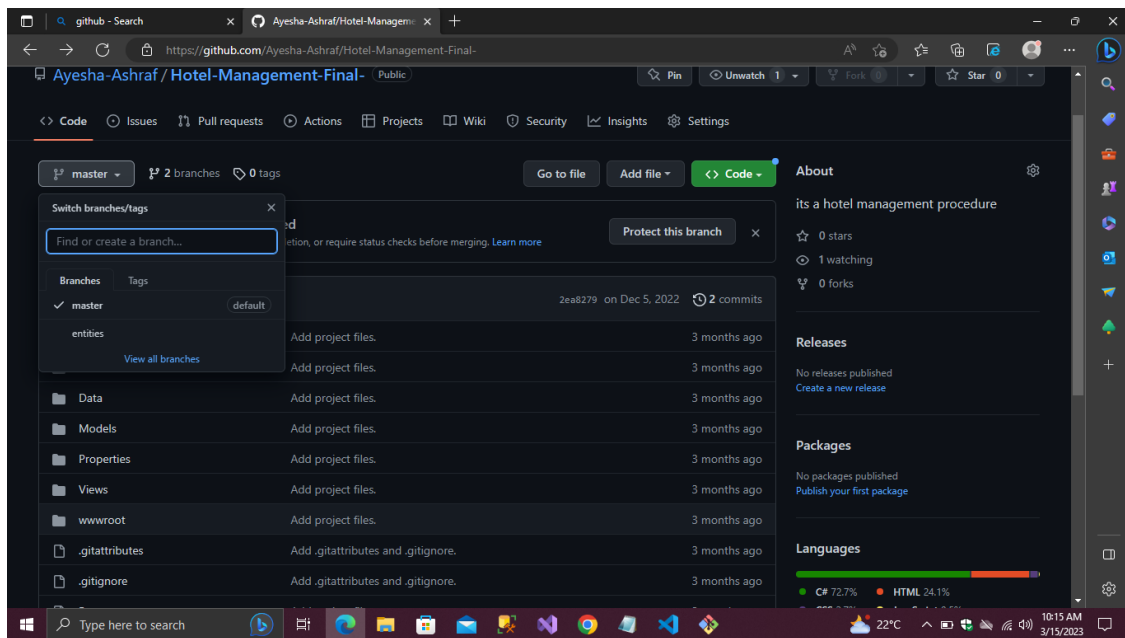 github - Search
Ayesha-Ashraf/Hotel-Manageme
https://github.com/Ayesha-Ashraf/Hotel-Management-Final-
Ayesha-Ashraf / Hotel-Management-Final- Public
Pin Unwatch 1 Fork 0 Star 0
Code Issues Pull requests Actions Projects Wiki Security Insights Settings
master 2 branches 0 tags Go to file Add file Code
Switch branches/tags
Find or create a branch...
Branches Tags
master default
entities
View all branches
etion, or require status checks before merging. Learn more
Protect this branch
2ea8279 on Dec 5, 2022 2 commits
Add project files. 3 months ago
Add project files. 3 months ago
Data Add project files. 3 months ago
Models Add project files. 3 months ago
Properties Add project files. 3 months ago
Views Add project files. 3 months ago
wwwroot Add project files. 3 months ago
.gitattributes Add .gitattributes and .gitignore. 3 months ago
.gitignore Add .gitattributes and .gitignore. 3 months ago
About
its a hotel management procedure
0 stars
1 watching
0 forks
Releases
No releases published
Create a new release
Packages
No packages published
Publish your first package
Languages
C# 72.7% HTML 24.1%
Type here to search
22°C
10:15 AM
3/15/2023